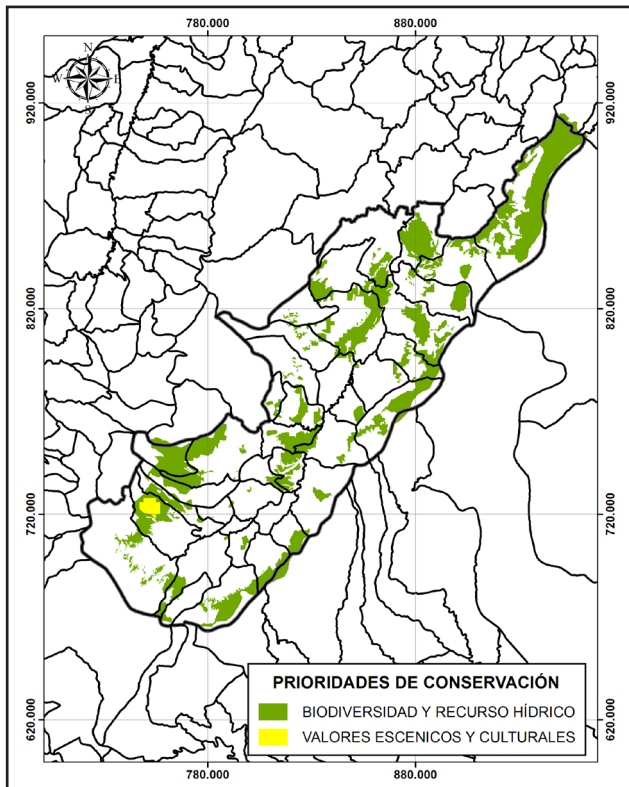 780.000
880.000
N
W
E
S
920.000
920.000
820.000
820.000
720.000
720.000
PRIORIDADES DE CONSERVACIÓN
BIODIVERSIDAD Y RECURSO HÍDRICO
VALORES ESCENICOS Y CULTURALES
620.000
620.000
780.000
880.000